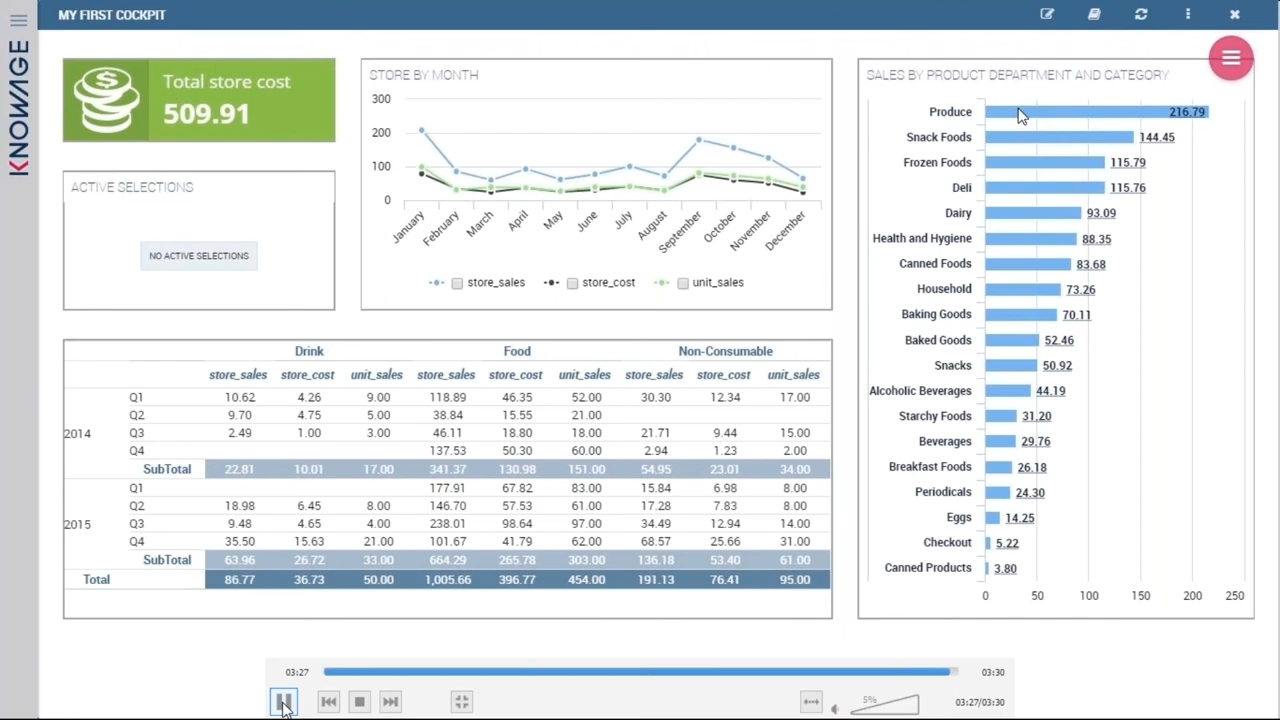 KNOWAGE
MY FIRST COCKPIT
Total store cost
509.91
ACTIVE SELECTIONS
NO ACTIVE SELECTIONS
STORE BY MONTH
300
200
100
0
January
February
March
April
May
June
July
August
September
October
November
December
store_sales store_cost unit_sales
SALES BY PRODUCT DEPARTMENT AND CATEGORY
Produce 216.79
Snack Foods 144.45
Frozen Foods 115.79
Deli 115.76
Dairy 93.09
Health and Hygiene 88.35
Canned Foods 83.68
Household 73.26
Baking Goods 70.11
Baked Goods 52.46
Snacks 50.92
Alcoholic Beverages 44.19
Starchy Foods 31.20
Beverages 29.76
Breakfast Foods 26.18
Periodicals 24.30
Eggs 14.25
Checkout 5.22
Canned Products 3.80
0 50 100 150 200 250
Drink Food Non-Consumable
store_sales store_cost unit_sales store_sales store_cost unit_sales store_sales store_cost unit_sales
2014
Q1 10.62 4.26 9.00 118.89 46.35 52.00 30.30 12.34 17.00
Q2 9.70 4.75 5.00 38.84 15.55 21.00
Q3 2.49 1.00 3.00 46.11 18.80 18.00 21.71 9.44 15.00
Q4 137.53 50.30 60.00 2.94 1.23 2.00
SubTotal 22.81 10.01 17.00 341.37 130.98 151.00 54.95 23.01 34.00
2015
Q1 177.91 67.82 83.00 15.84 6.98 8.00
Q2 18.98 6.45 8.00 146.70 57.53 61.00 17.28 7.83 8.00
Q3 9.48 4.65 4.00 238.01 98.64 97.00 34.49 12.94 14.00
Q4 35.50 15.63 21.00 101.67 41.79 62.00 68.57 25.66 31.00
SubTotal 63.96 26.72 33.00 664.29 265.78 303.00 136.18 53.40 61.00
Total 86.77 36.73 50.00 1,005.66 396.77 454.00 191.13 76.41 95.00
03:27 03:30
5% 03:27/03:30